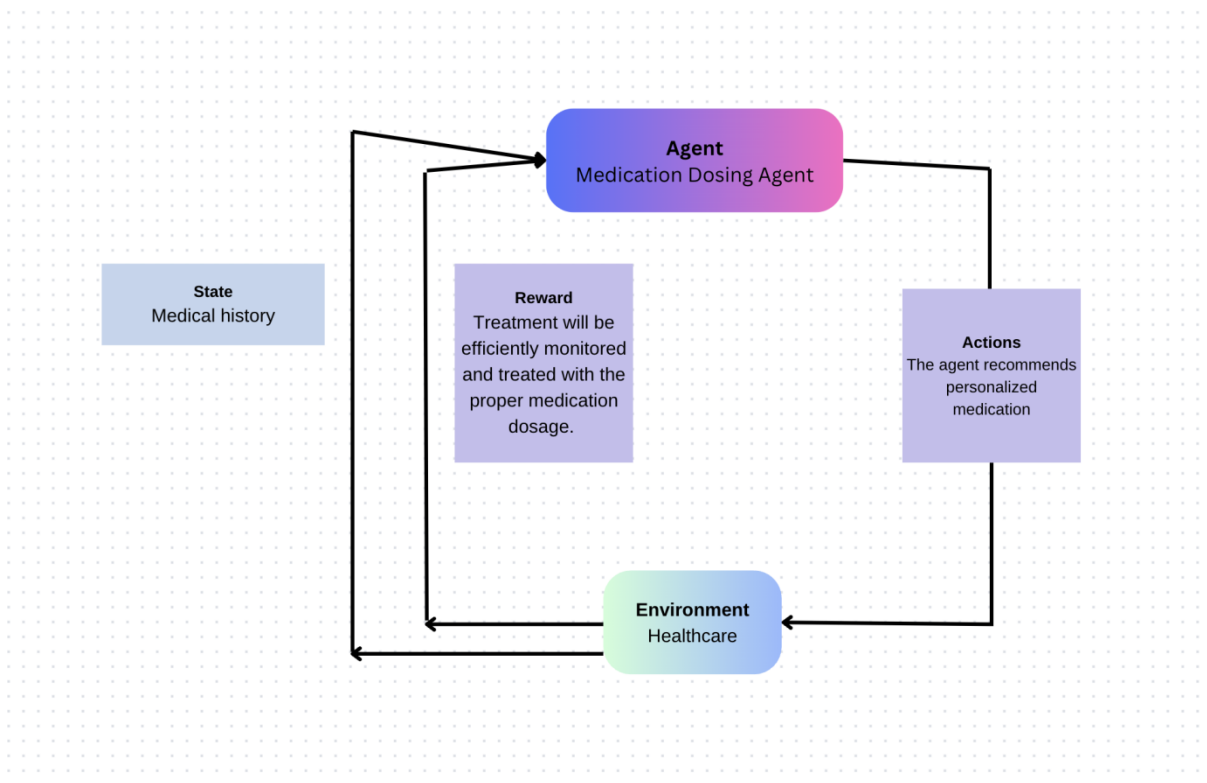 Agent
Medication Dosing Agent
State
Medical history
Reward
Treatment will be
efficiently monitored
and treated with the
proper medication
dosage.
Actions
The agent recommends
personalized
medication
Environment
Healthcare